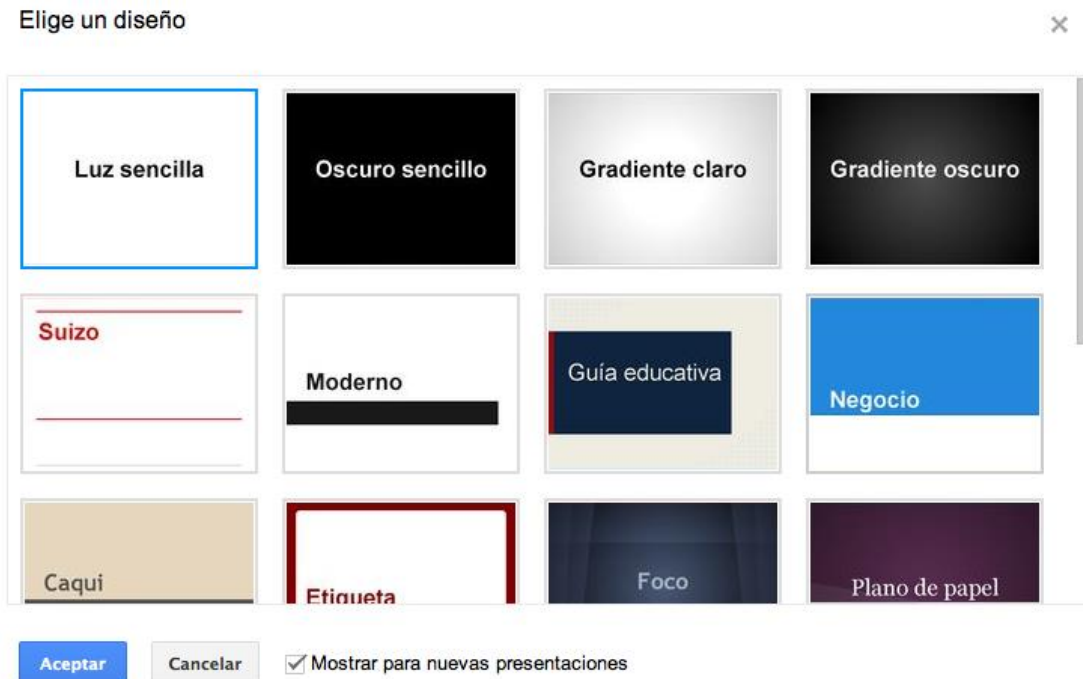 Elige un diseño
Luz sencilla
Oscuro sencillo
Gradiente claro
Gradiente oscuro
Suizo
Moderno
Guía educativa
Negocio
Caqui
Etiqueta
Foco
Plano de papel
Aceptar
Cancelar
Mostrar para nuevas presentaciones